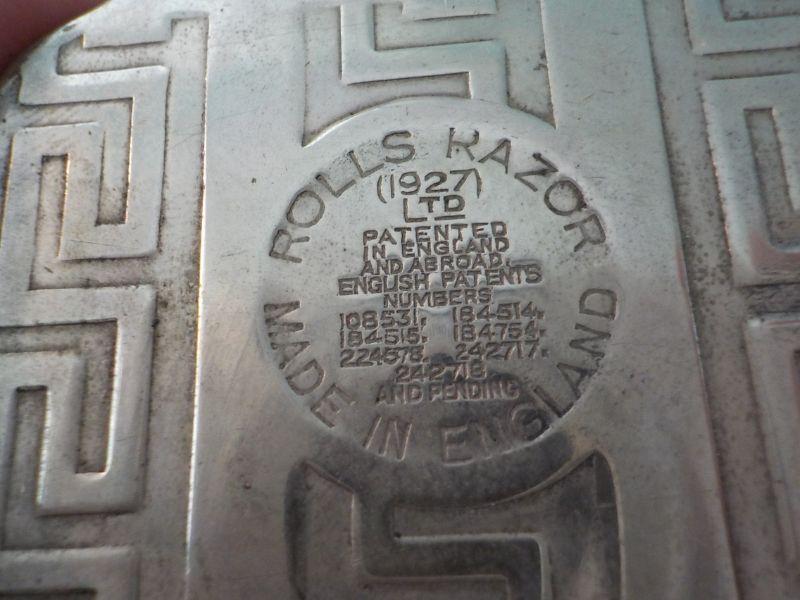 ROLLS RAZOR
(1927)
LTD
PATENTED
IN ENGLAND
AND ABROAD.
ENGLISH PATENTS
NUMBERS
108531. 184514.
184515. 184754.
224578. 242717.
242718.
AND PENDING
MADE IN ENGLAND